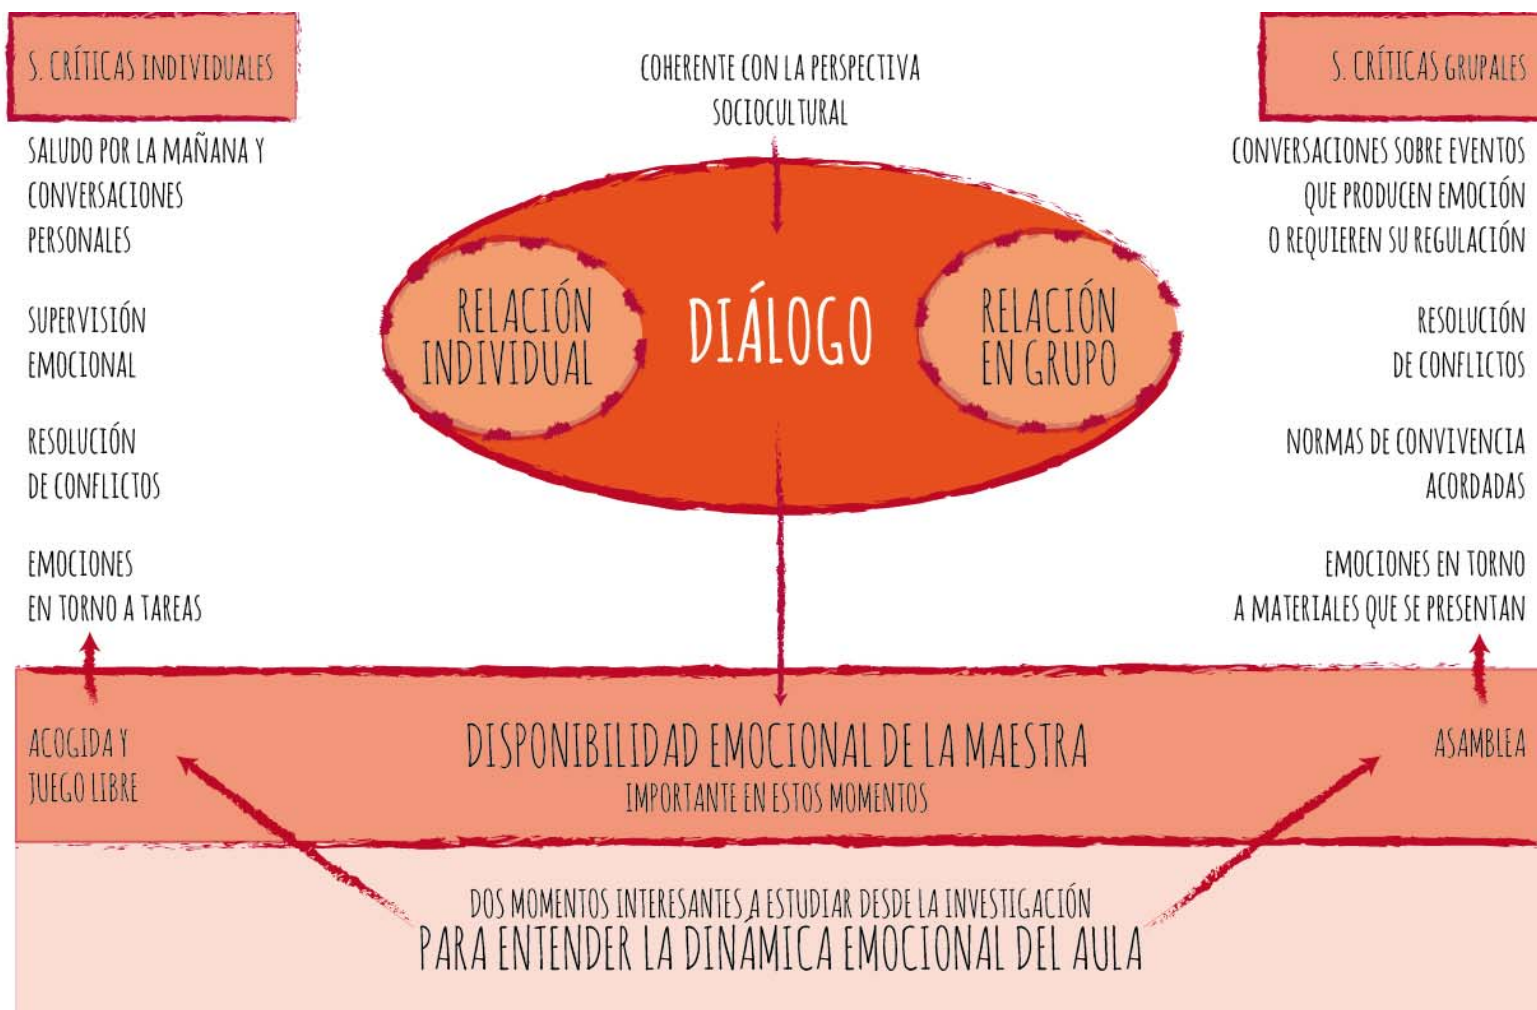 S. CRÍTICAS INDIVIDUALES
SALUDO POR LA MAÑANA Y
CONVERSACIONES
PERSONALES
SUPERVISIÓN
EMOCIONAL
RESOLUCIÓN
DE CONFLICTOS
EMOCIONES
EN TORNO A TAREAS
COHERENTE CON LA PERSPECTIVA
SOCIOCULTURAL
RELACIÓN
INDIVIDUAL
DIÁLOGO
RELACIÓN
EN GRUPO
S. CRÍTICAS GRUPALES
CONVERSACIONES SOBRE EVENTOS
QUE PRODUCEN EMOCIÓN
O REQUIEREN SU REGULACIÓN
RESOLUCIÓN
DE CONFLICTOS
NORMAS DE CONVIVENCIA
ACORDADAS
EMOCIONES EN TORNO
A MATERIALES QUE SE PRESENTAN
ACOGIDA Y
JUEGO LIBRE
DISPONIBILIDAD EMOCIONAL DE LA MAESTRA
IMPORTANTE EN ESTOS MOMENTOS
ASAMBLEA
DOS MOMENTOS INTERESANTES A ESTUDIAR DESDE LA INVESTIGACIÓN
PARA ENTENDER LA DINÁMICA EMOCIONAL DEL AULA